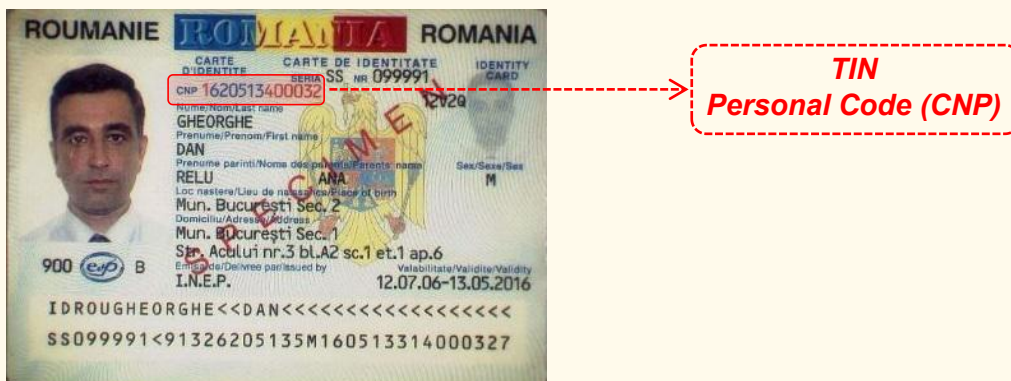 ROUMANIE ROMANIA ROMANIA
CARTE D'IDENTITE CARTE DE IDENTITATE IDENTITY CARD
SERIA SS NR 099991
CNP 1620513400032
12V20
Nume/Nom/Last name
GHEORGHE
Prenume/Prenom/First name
DAN
Prenume parinti/Noms des parents/Parents' name
RELU ANA
Sex/Sexe/Sex
M
Loc nastere/Lieu de naissance/Place of birth
Mun. Bucureşti Sec. 2
Domiciliu/Adresse/Address
Mun. Bucureşti Sec. 1
Str. Acului nr.3 bl.A2 sc.1 et.1 ap.6
Emisa de/Delivree par/Issued by
Valabilitate/Validite/Validity
I.N.E.P. 12.07.06-13.05.2016
900 B
SPECIMEN
IDROUGHEORGHE<<DAN<<<<<<<<<<<<<<<<<<
SS099991<91326205135M160513314000327
TIN
Personal Code (CNP)